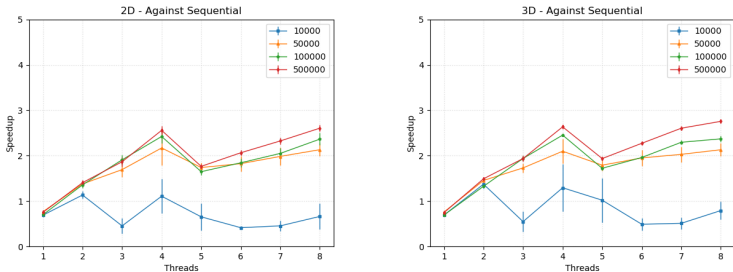 2D - Against Sequential
5
4
3
2
1
0
Speedup
1 2 3 4 5 6 7 8
Threads
10000
50000
100000
500000
3D - Against Sequential
5
4
3
2
1
0
Speedup
1 2 3 4 5 6 7 8
Threads
10000
50000
100000
500000